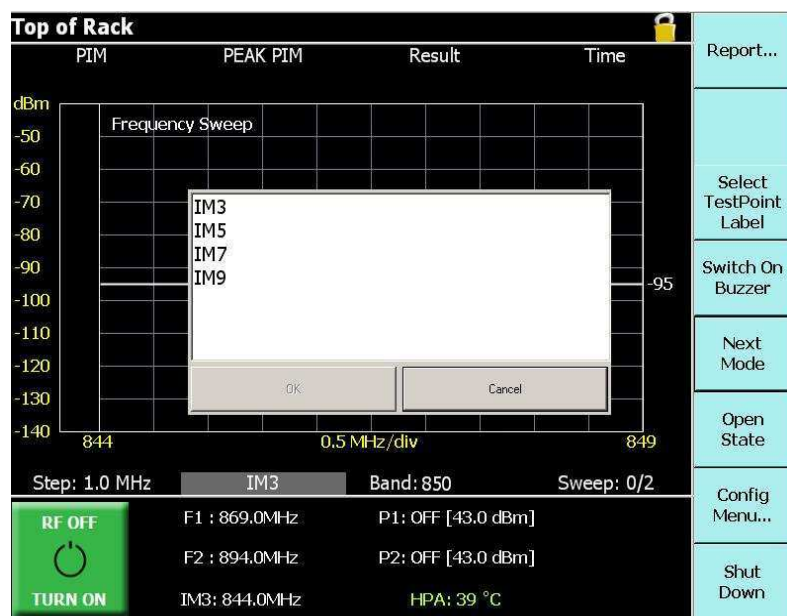 Top of Rack
PIM PEAK PIM Result Time
dBm
Frequency Sweep
-50
-60
-70
-80
-90
-100
-110
-120
-130
-140
-95
IM3
IM5
IM7
IM9
OK Cancel
844 0.5 MHz/div 849
Step: 1.0 MHz IM3 Band: 850 Sweep: 0/2
RF OFF
TURN ON
F1 : 869.0MHz P1: OFF [43.0 dBm]
F2 : 894.0MHz P2: OFF [43.0 dBm]
IM3: 844.0MHz HPA: 39 °C
Report...
Select
TestPoint
Label
Switch On
Buzzer
Next
Mode
Open
State
Config
Menu...
Shut
Down